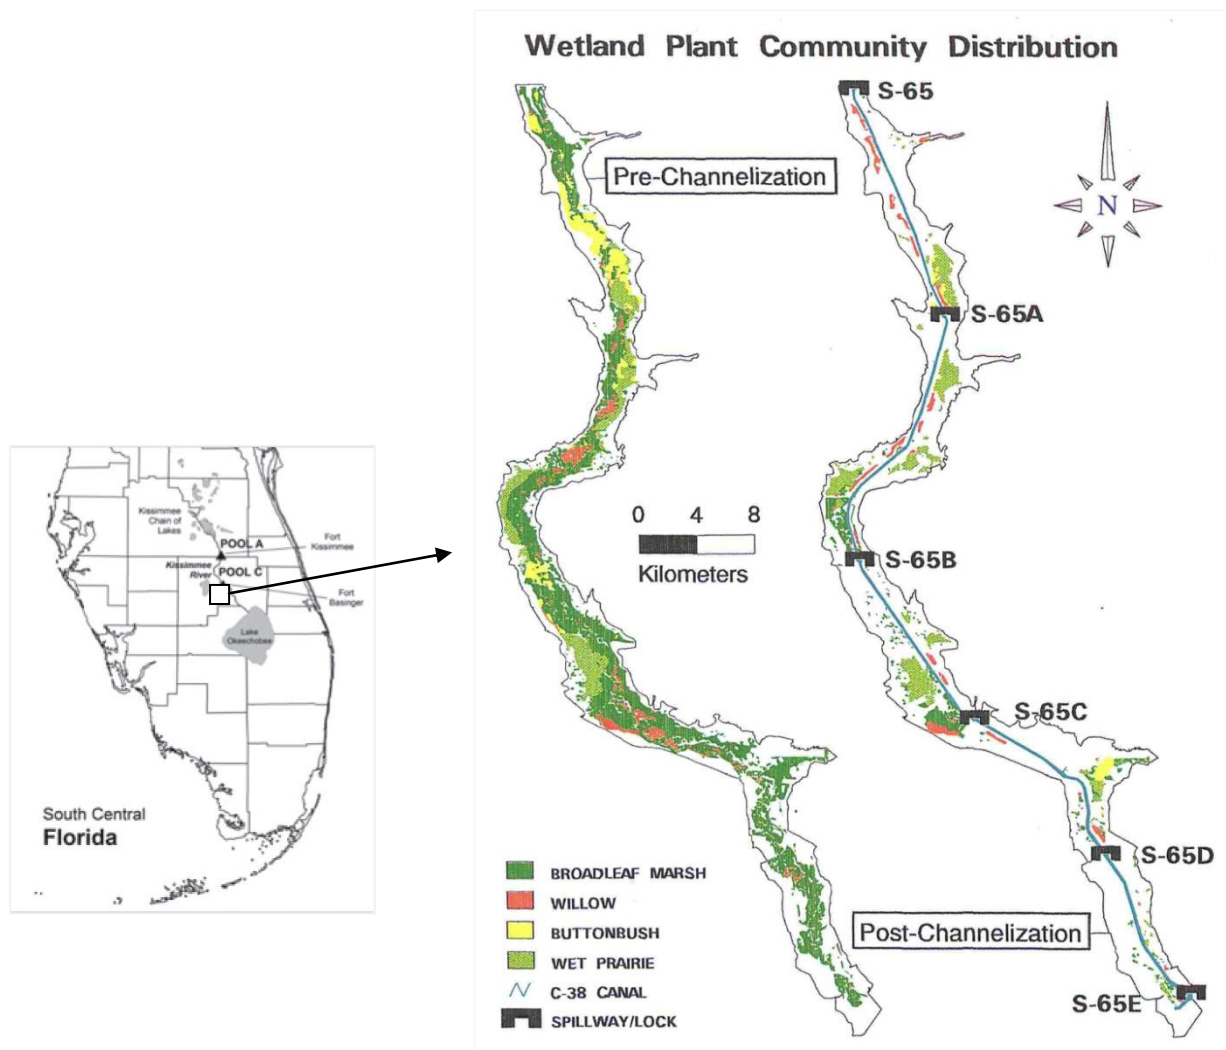 Wetland Plant Community Distribution
S-65
Pre-Channelization
N
S-65A
0 4 8
Kilometers
S-65B
S-65C
S-65D
Post-Channelization
S-65E
BROADLEAF MARSH
WILLOW
BUTTONBUSH
WET PRAIRIE
C-38 CANAL
SPILLWAY/LOCK
Kissimmee
Chain of
Lakes
POOL A
Fort
Kissimmee
Kissimmee
River
POOL C
Fort
Basinger
Lake
Okeechobee
South Central
Florida